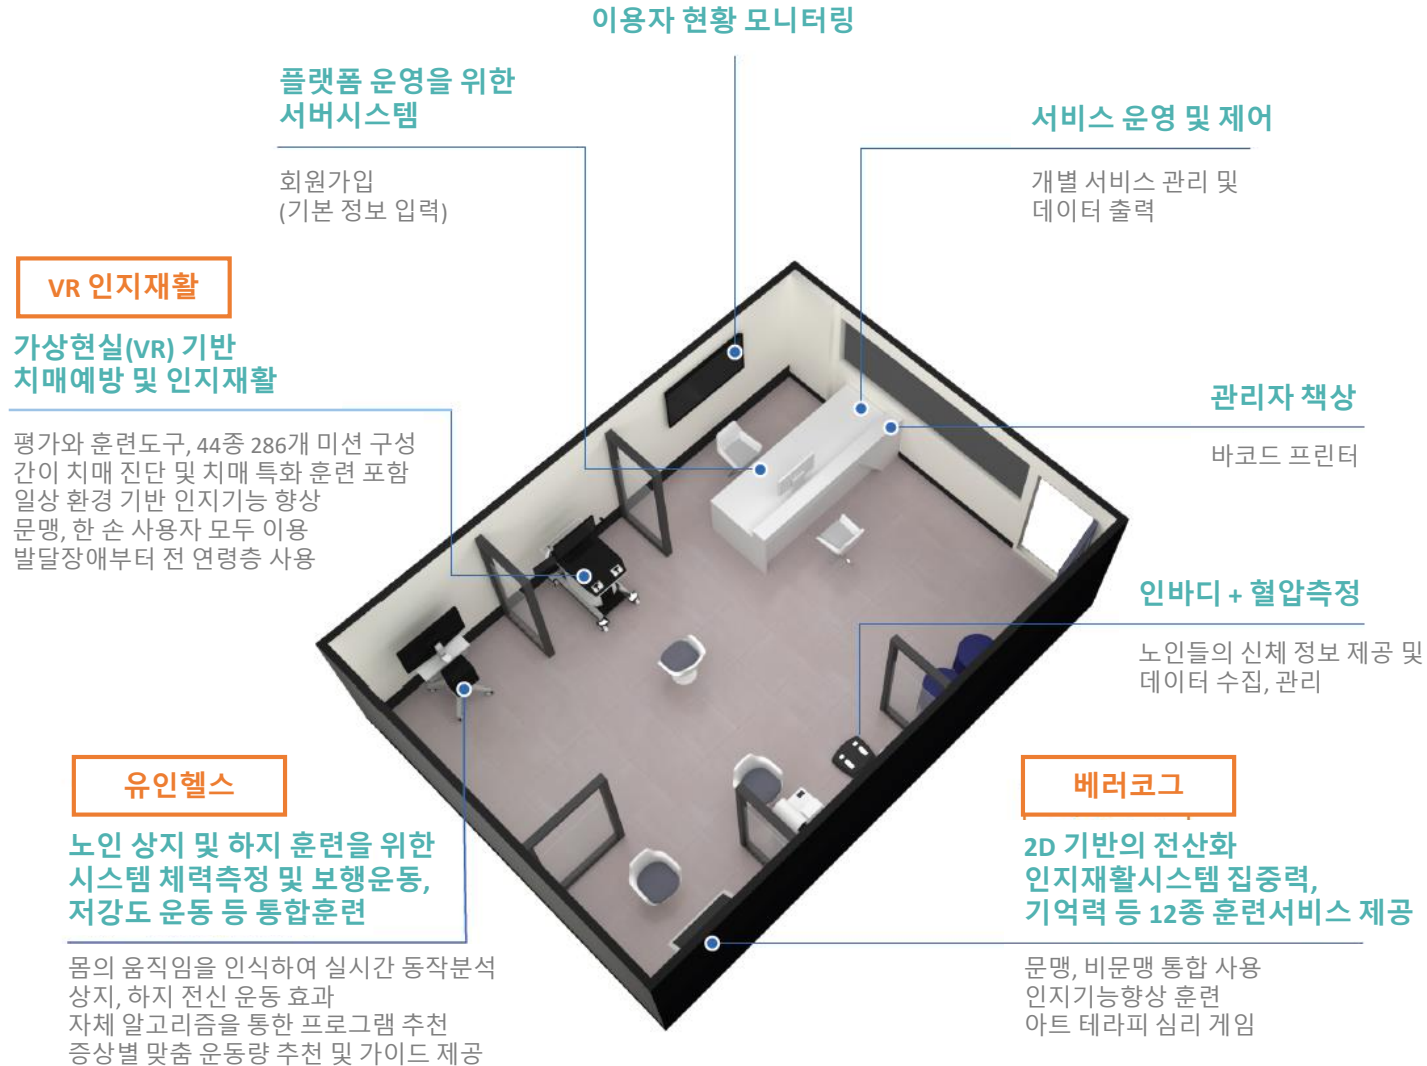 이용자 현황 모니터링
플랫폼 운영을 위한
서버시스템
회원가입
(기본 정보 입력)
서비스 운영 및 제어
개별 서비스 관리 및
데이터 출력
VR 인지재활
가상현실(VR) 기반
치매예방 및 인지재활
평가와 훈련도구, 44종 286개 미션 구성
간이 치매 진단 및 치매 특화 훈련 포함
일상 환경 기반 인지기능 향상
문맹, 한 손 사용자 모두 이용
발달장애부터 전 연령층 사용
관리자 책상
바코드 프린터
인바디 + 혈압측정
노인들의 신체 정보 제공 및
데이터 수집, 관리
유인헬스
노인 상지 및 하지 훈련을 위한
시스템 체력측정 및 보행운동,
저강도 운동 등 통합훈련
몸의 움직임을 인식하여 실시간 동작분석
상지, 하지 전신 운동 효과
자체 알고리즘을 통한 프로그램 추천
증상별 맞춤 운동량 추천 및 가이드 제공
베러코그
2D 기반의 전산화
인지재활시스템 집중력,
기억력 등 12종 훈련서비스 제공
문맹, 비문맹 통합 사용
인지기능향상 훈련
아트 테라피 심리 게임